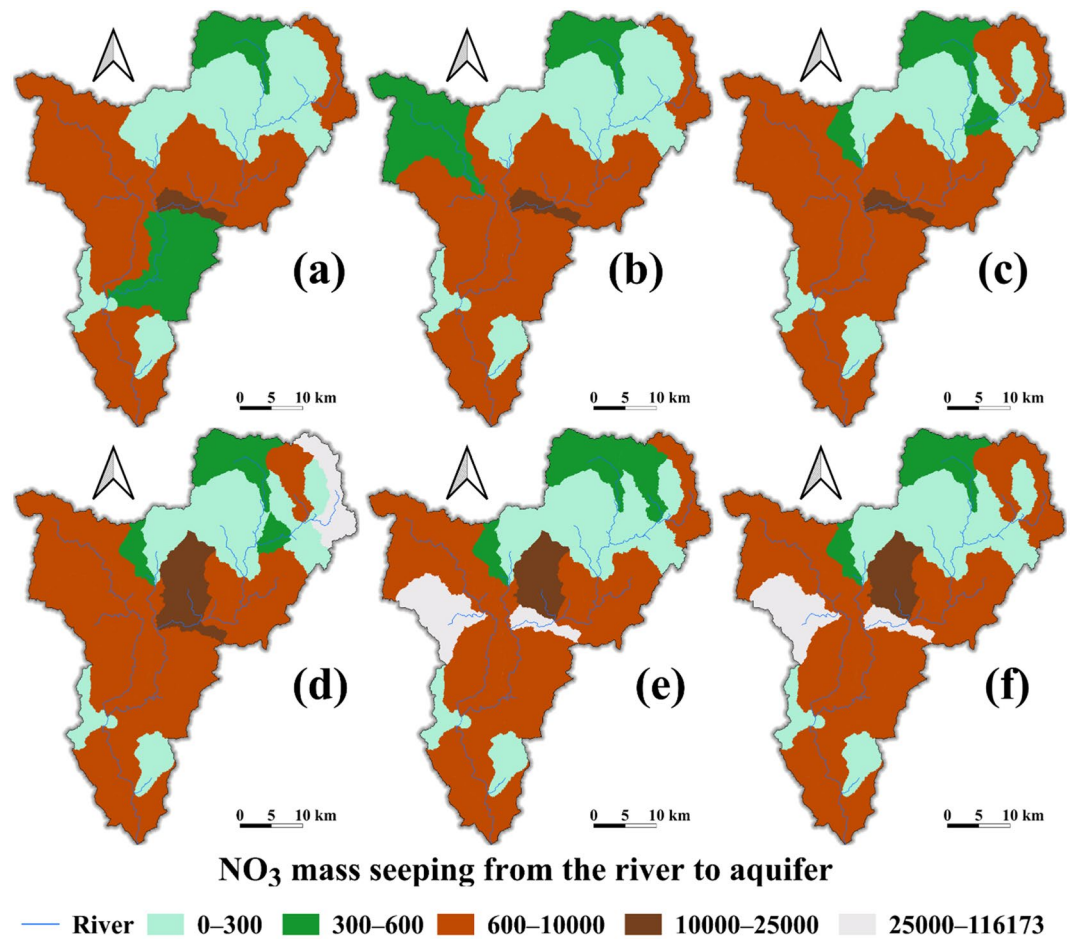 (a)
(b)
(c)
0 5 10 km
0 5 10 km
0 5 10 km
(d)
(e)
(f)
0 5 10 km
0 5 10 km
0 5 10 km
NO₃ mass seeping from the river to aquifer
River 0–300 300–600 600–10000 10000–25000 25000–116173